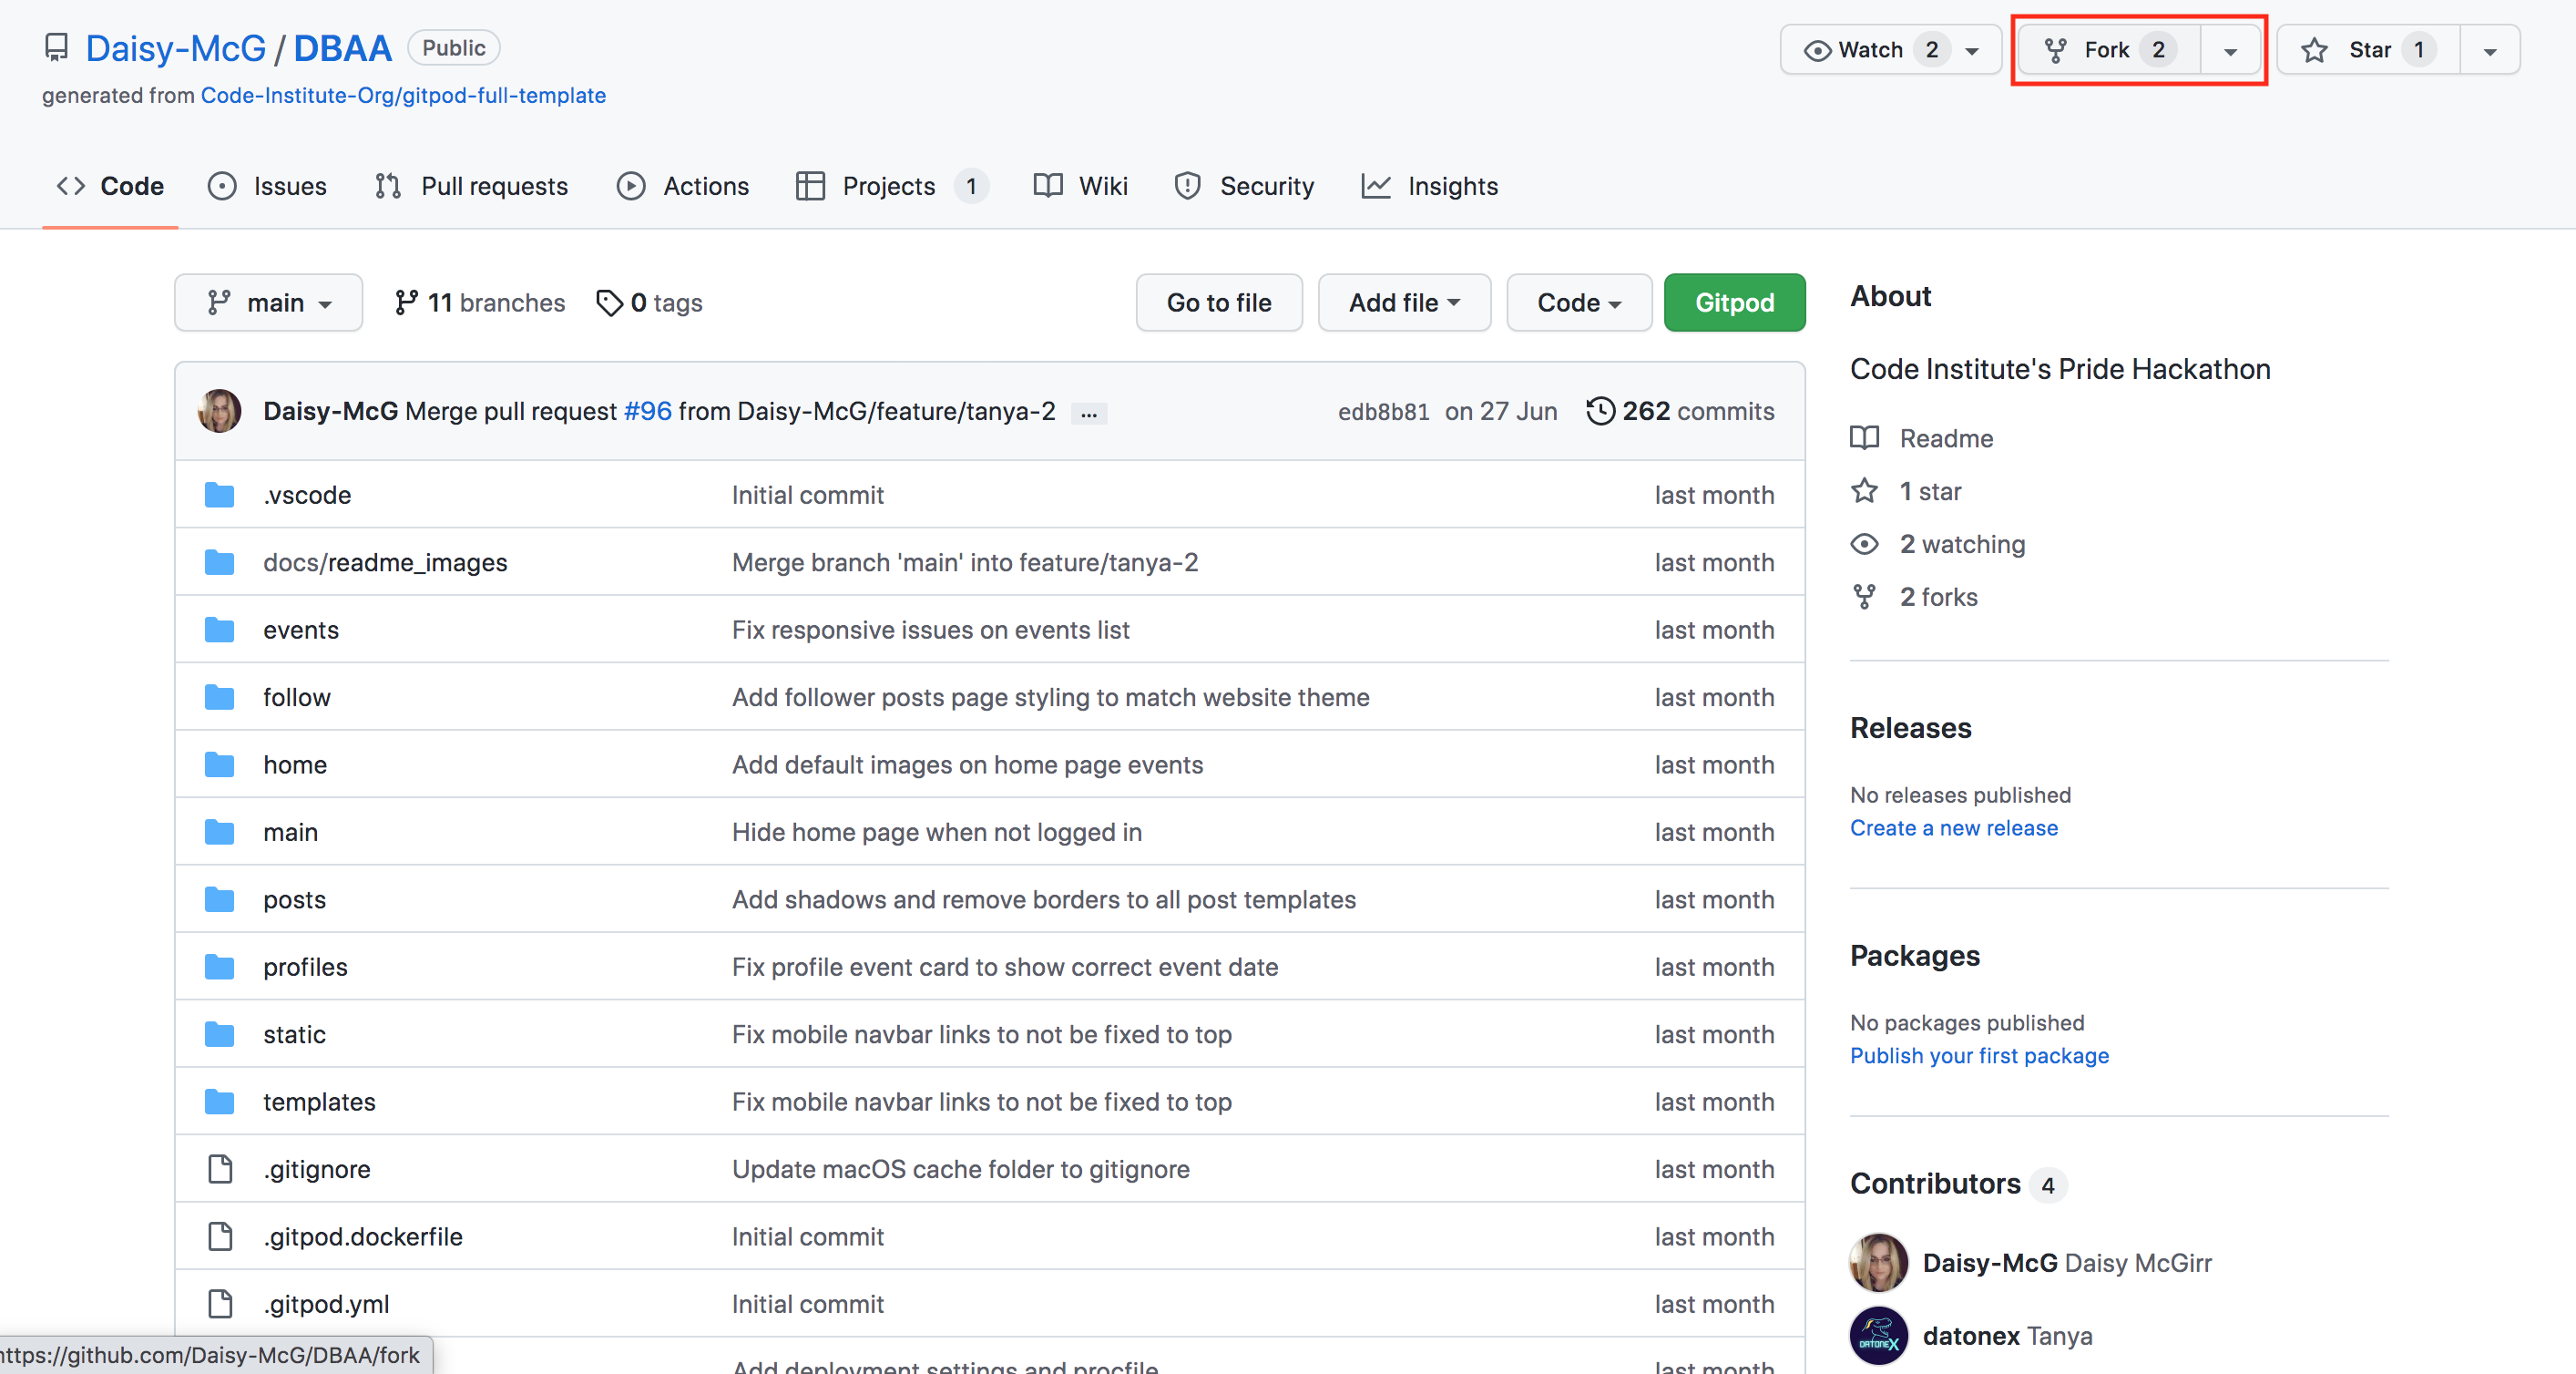 Daisy-McG / DBAA Public
Watch 2 Fork 2 Star 1
generated from Code-Institute-Org/gitpod-full-template
Code Issues Pull requests Actions Projects 1 Wiki Security Insights
main 11 branches 0 tags Go to file Add file Code Gitpod
Daisy-McG Merge pull request #96 from Daisy-McG/feature/tanya-2 ... edb8b81 on 27 Jun 262 commits
.vscode Initial commit last month
docs/readme_images Merge branch 'main' into feature/tanya-2 last month
events Fix responsive issues on events list last month
follow Add follower posts page styling to match website theme last month
home Add default images on home page events last month
main Hide home page when not logged in last month
posts Add shadows and remove borders to all post templates last month
profiles Fix profile event card to show correct event date last month
static Fix mobile navbar links to not be fixed to top last month
templates Fix mobile navbar links to not be fixed to top last month
.gitignore Update macOS cache folder to gitignore last month
.gitpod.dockerfile Initial commit last month
.gitpod.yml Initial commit last month
Add deployment settings and procfile last month
https://github.com/Daisy-McG/DBAA/fork
About
Code Institute's Pride Hackathon
Readme
1 star
2 watching
2 forks
Releases
No releases published
Create a new release
Packages
No packages published
Publish your first package
Contributors 4
Daisy-McG Daisy McGirr
DATONEX
datonex Tanya